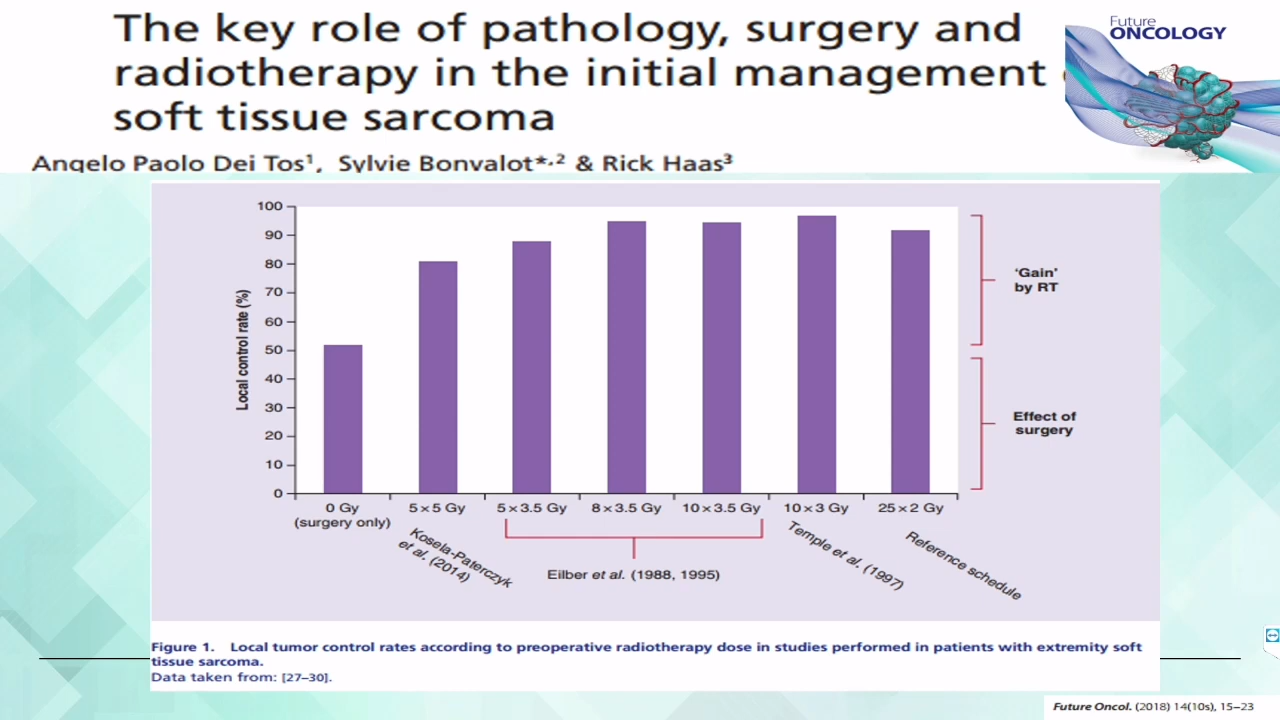 The key role of pathology, surgery and
radiotherapy in the initial management
soft tissue sarcoma
Future
ONCOLOGY
Angelo Paolo Dei Tos¹, Sylvie Bonvalot*,² & Rick Haas³
Local control rate (%)
100
90
80
70
60
50
40
30
20
10
0
0 Gy
(surgery only)
5 × 5 Gy
5 × 3.5 Gy
8 × 3.5 Gy
10 × 3.5 Gy
10 × 3 Gy
25 × 2 Gy
Kosela-Paterczyk
et al. (2014)
Eilber et al. (1988, 1995)
Temple et al. (1997)
Reference schedule
‘Gain’
by RT
Effect of
surgery
Figure 1. Local tumor control rates according to preoperative radiotherapy dose in studies performed in patients with extremity soft
tissue sarcoma.
Data taken from: [27–30].
Future Oncol. (2018) 14(10s), 15–23